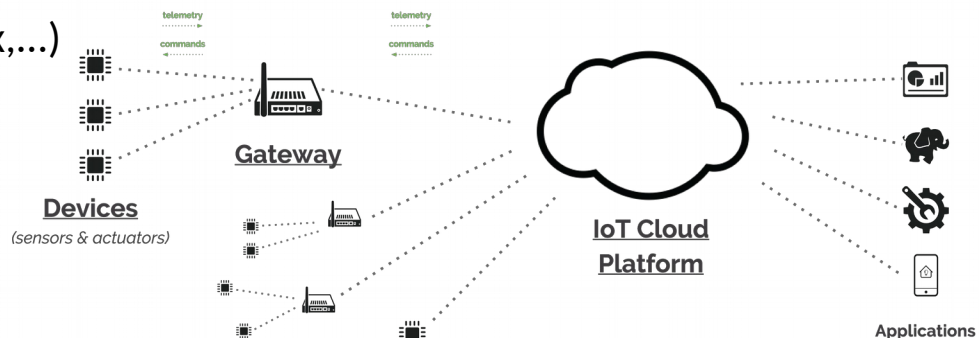 x,...)
telemetry
commands
telemetry
commands
Gateway
Devices
(sensors & actuators)
IoT Cloud
Platform
Applications